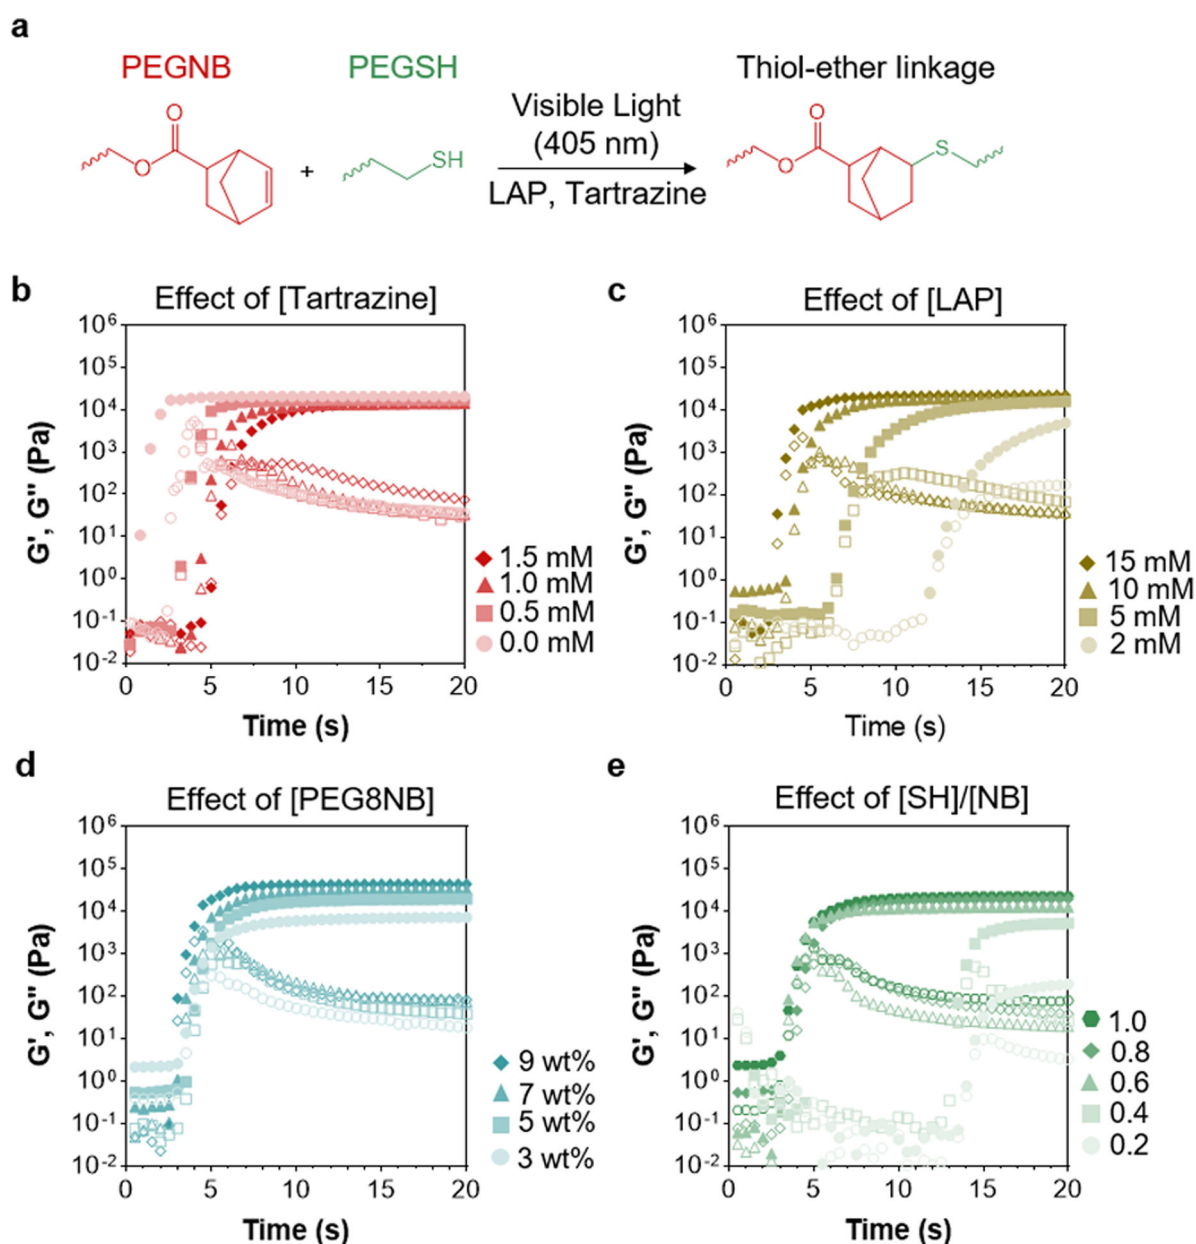 a
PEGNB
PEGSH
Thiol-ether linkage
O
O
+
SH
Visible Light
(405 nm)
LAP, Tartrazine
O
O
S
b
Effect of [Tartrazine]
G', G" (Pa)
10⁶
10⁵
10⁴
10³
10²
10¹
10⁰
10⁻¹
10⁻²
0 5 10 15 20
Time (s)
1.5 mM
1.0 mM
0.5 mM
0.0 mM
c
Effect of [LAP]
G', G" (Pa)
10⁶
10⁵
10⁴
10³
10²
10¹
10⁰
10⁻¹
10⁻²
0 5 10 15 20
Time (s)
15 mM
10 mM
5 mM
2 mM
d
Effect of [PEG8NB]
G', G" (Pa)
10⁶
10⁵
10⁴
10³
10²
10¹
10⁰
10⁻¹
10⁻²
0 5 10 15 20
Time (s)
9 wt%
7 wt%
5 wt%
3 wt%
e
Effect of [SH]/[NB]
G', G" (Pa)
10⁶
10⁵
10⁴
10³
10²
10¹
10⁰
10⁻¹
10⁻²
0 5 10 15 20
Time (s)
1.0
0.8
0.6
0.4
0.2